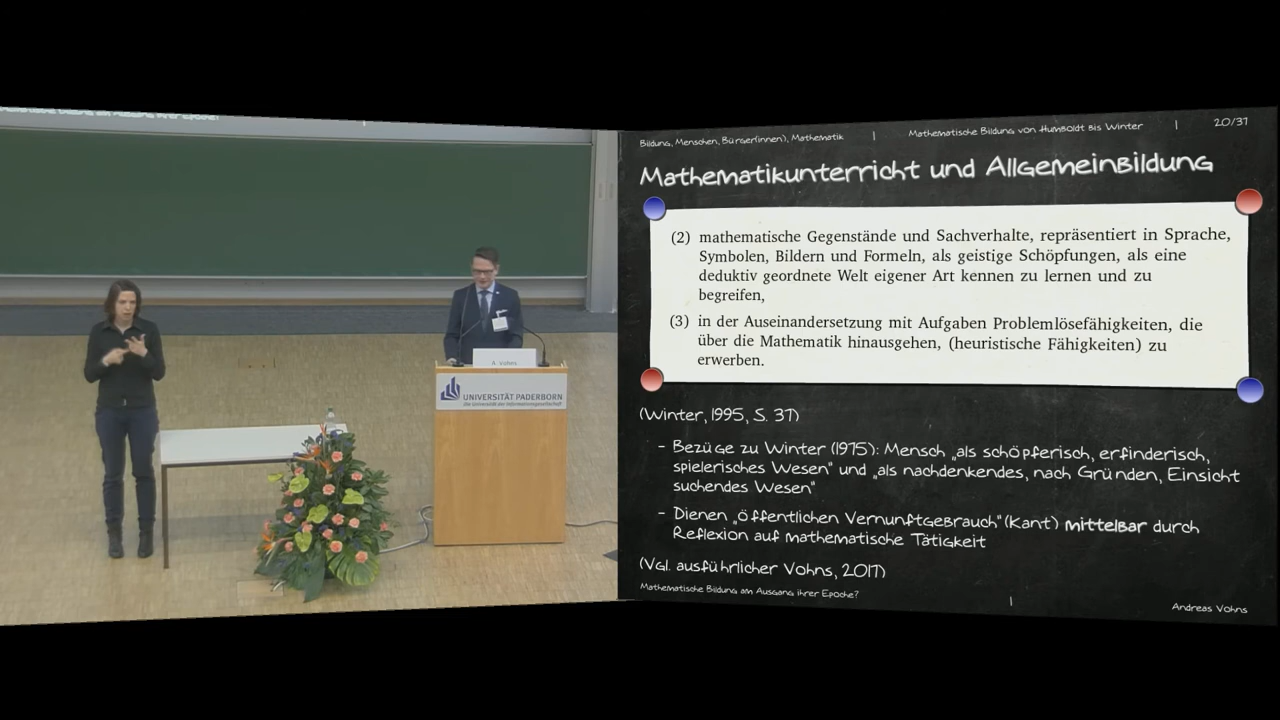 Bildung, Menschen, Bürger(innen), Mathematik | Mathematische Bildung von Humboldt bis Winter | 20/37
Mathematikunterricht und Allgemeinbildung
(2) mathematische Gegenstände und Sachverhalte, repräsentiert in Sprache,
Symbolen, Bildern und Formeln, als geistige Schöpfungen, als eine
deduktiv geordnete Welt eigener Art kennen zu lernen und zu
begreifen,
(3) in der Auseinandersetzung mit Aufgaben Problemlösefähigkeiten, die
über die Mathematik hinausgehen, (heuristische Fähigkeiten) zu
erwerben.
(Winter, 1995, S. 37)
- Bezüge zu Winter (1975): Mensch „als schöpferisch, erfinderisch,
spielerisches Wesen" und „als nachdenkendes, nach Gründen, Einsicht
suchendes Wesen"
- Dienen „öffentlichen Vernunftgebrauch" (Kant) mittelbar durch
Reflexion auf mathematische Tätigkeit
(Vgl. ausführlicher Vohns, 2017)
Mathematische Bildung am Ausgang ihrer Epoche? | Andreas Vohns
A. Vohns
UNIVERSITÄT PADERBORN
Die Universität der Informationsgesellschaft